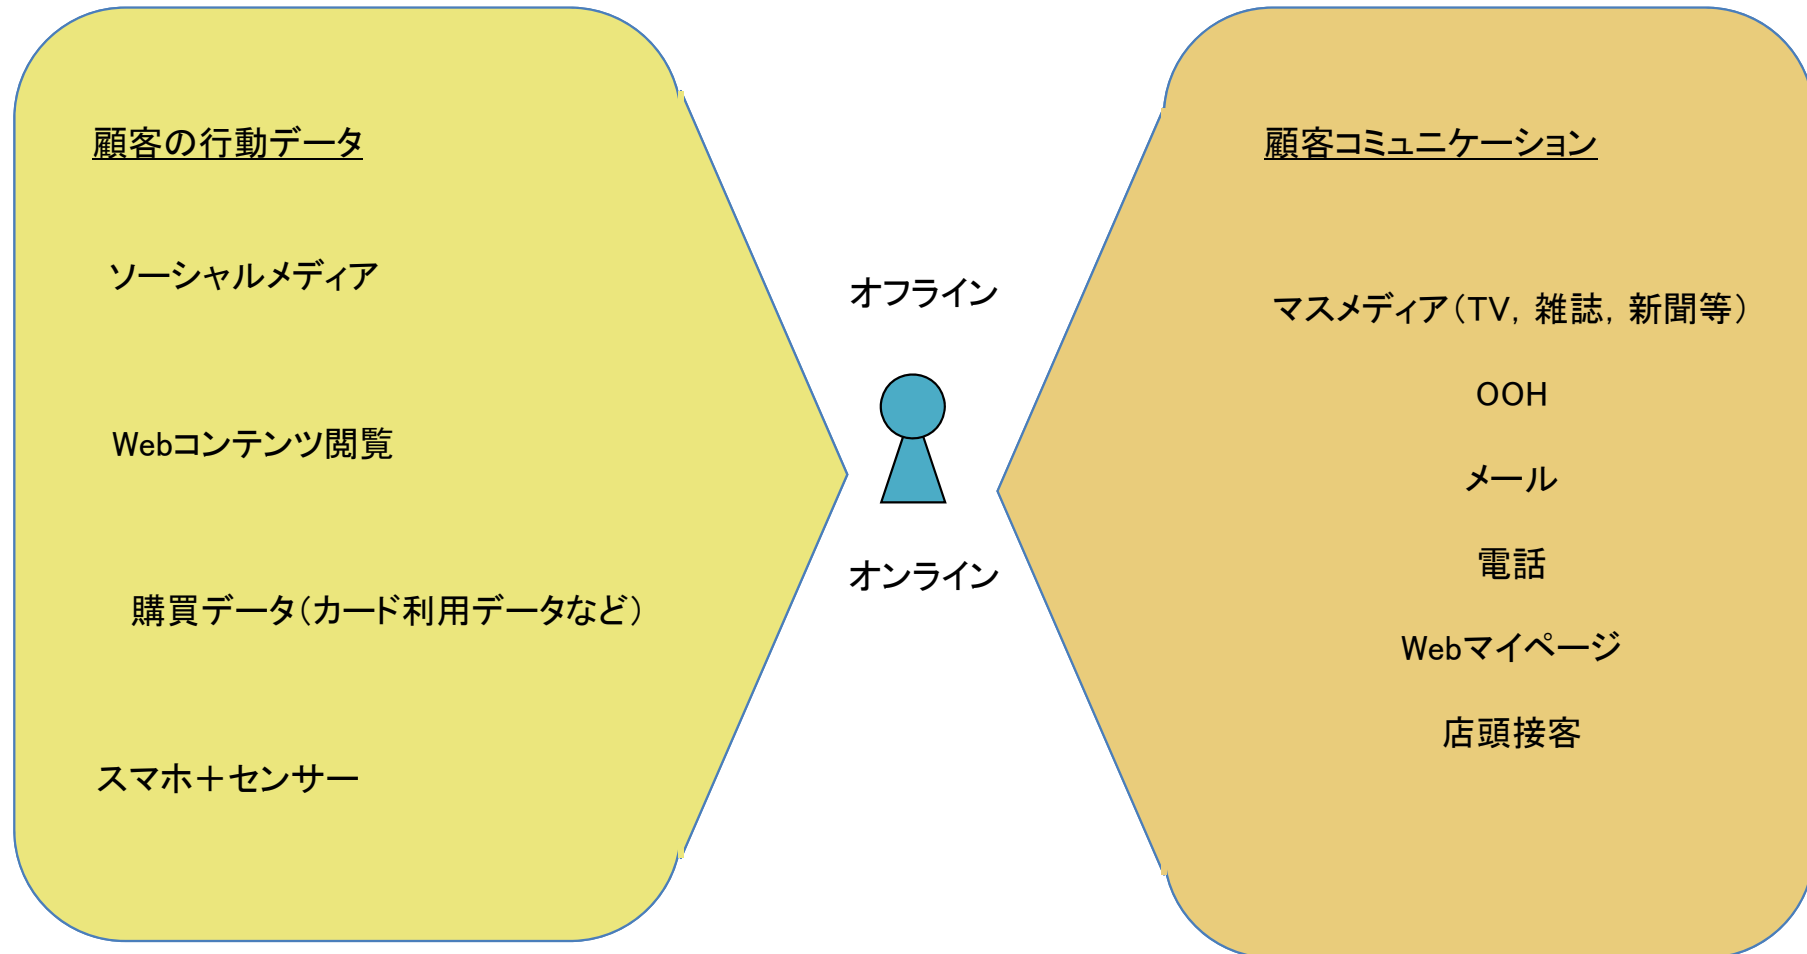 顧客の行動データ
ソーシャルメディア
Webコンテンツ閲覧
購買データ(カード利用データなど)
スマホ+センサー
オフライン
オンライン
顧客コミュニケーション
マスメディア(TV, 雑誌, 新聞等)
OOH
メール
電話
Webマイページ
店頭接客